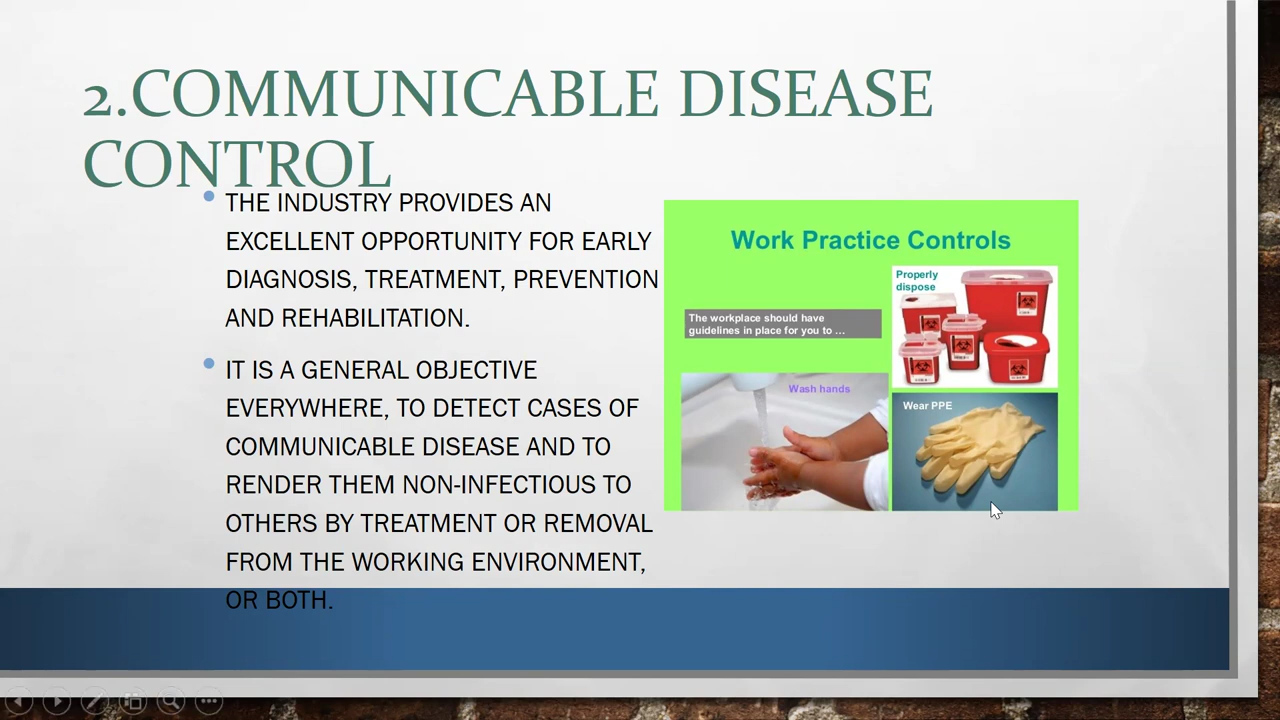 2.COMMUNICABLE DISEASE
CONTROL
THE INDUSTRY PROVIDES AN
EXCELLENT OPPORTUNITY FOR EARLY
DIAGNOSIS, TREATMENT, PREVENTION
AND REHABILITATION.
IT IS A GENERAL OBJECTIVE
EVERYWHERE, TO DETECT CASES OF
COMMUNICABLE DISEASE AND TO
RENDER THEM NON-INFECTIOUS TO
OTHERS BY TREATMENT OR REMOVAL
FROM THE WORKING ENVIRONMENT,
OR BOTH.
Work Practice Controls
Properly
dispose
The workplace should have
guidelines in place for you to ...
Wash hands
Wear PPE